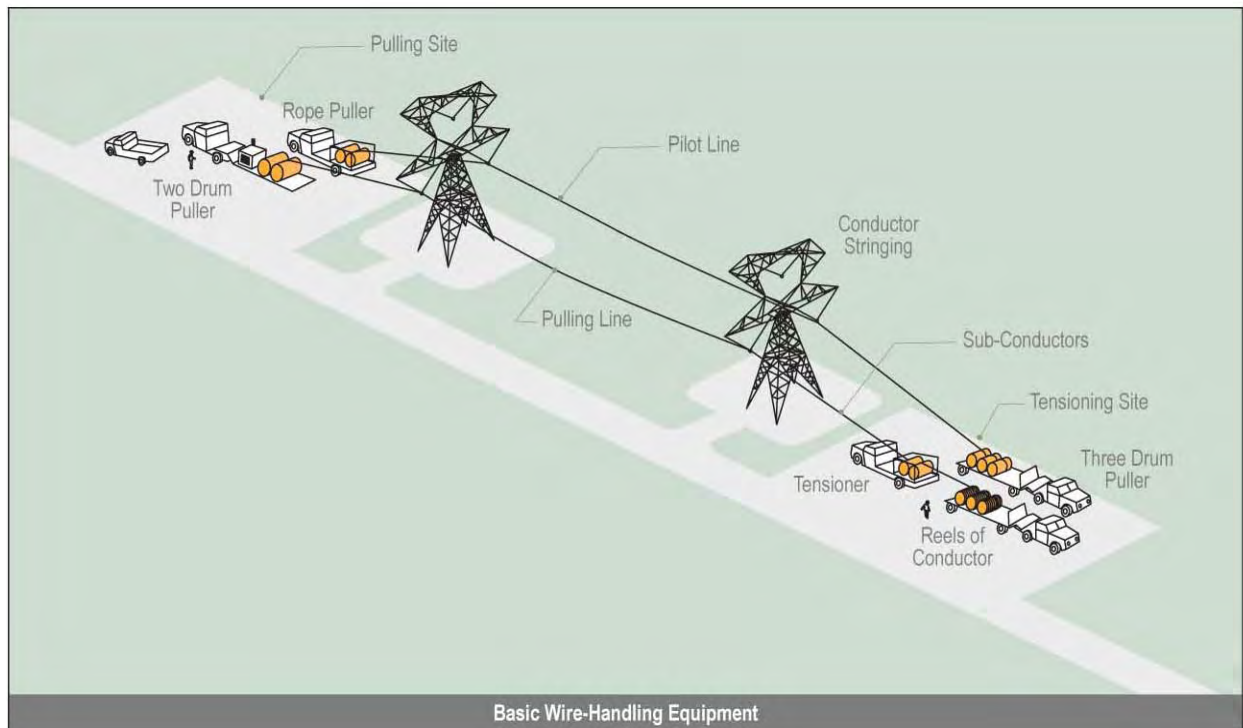 Pulling Site
Rope Puller
Two Drum
Puller
Pilot Line
Conductor
Stringing
Pulling Line
Sub-Conductors
Tensioning Site
Three Drum
Puller
Tensioner
Reels of
Conductor
Basic Wire-Handling Equipment